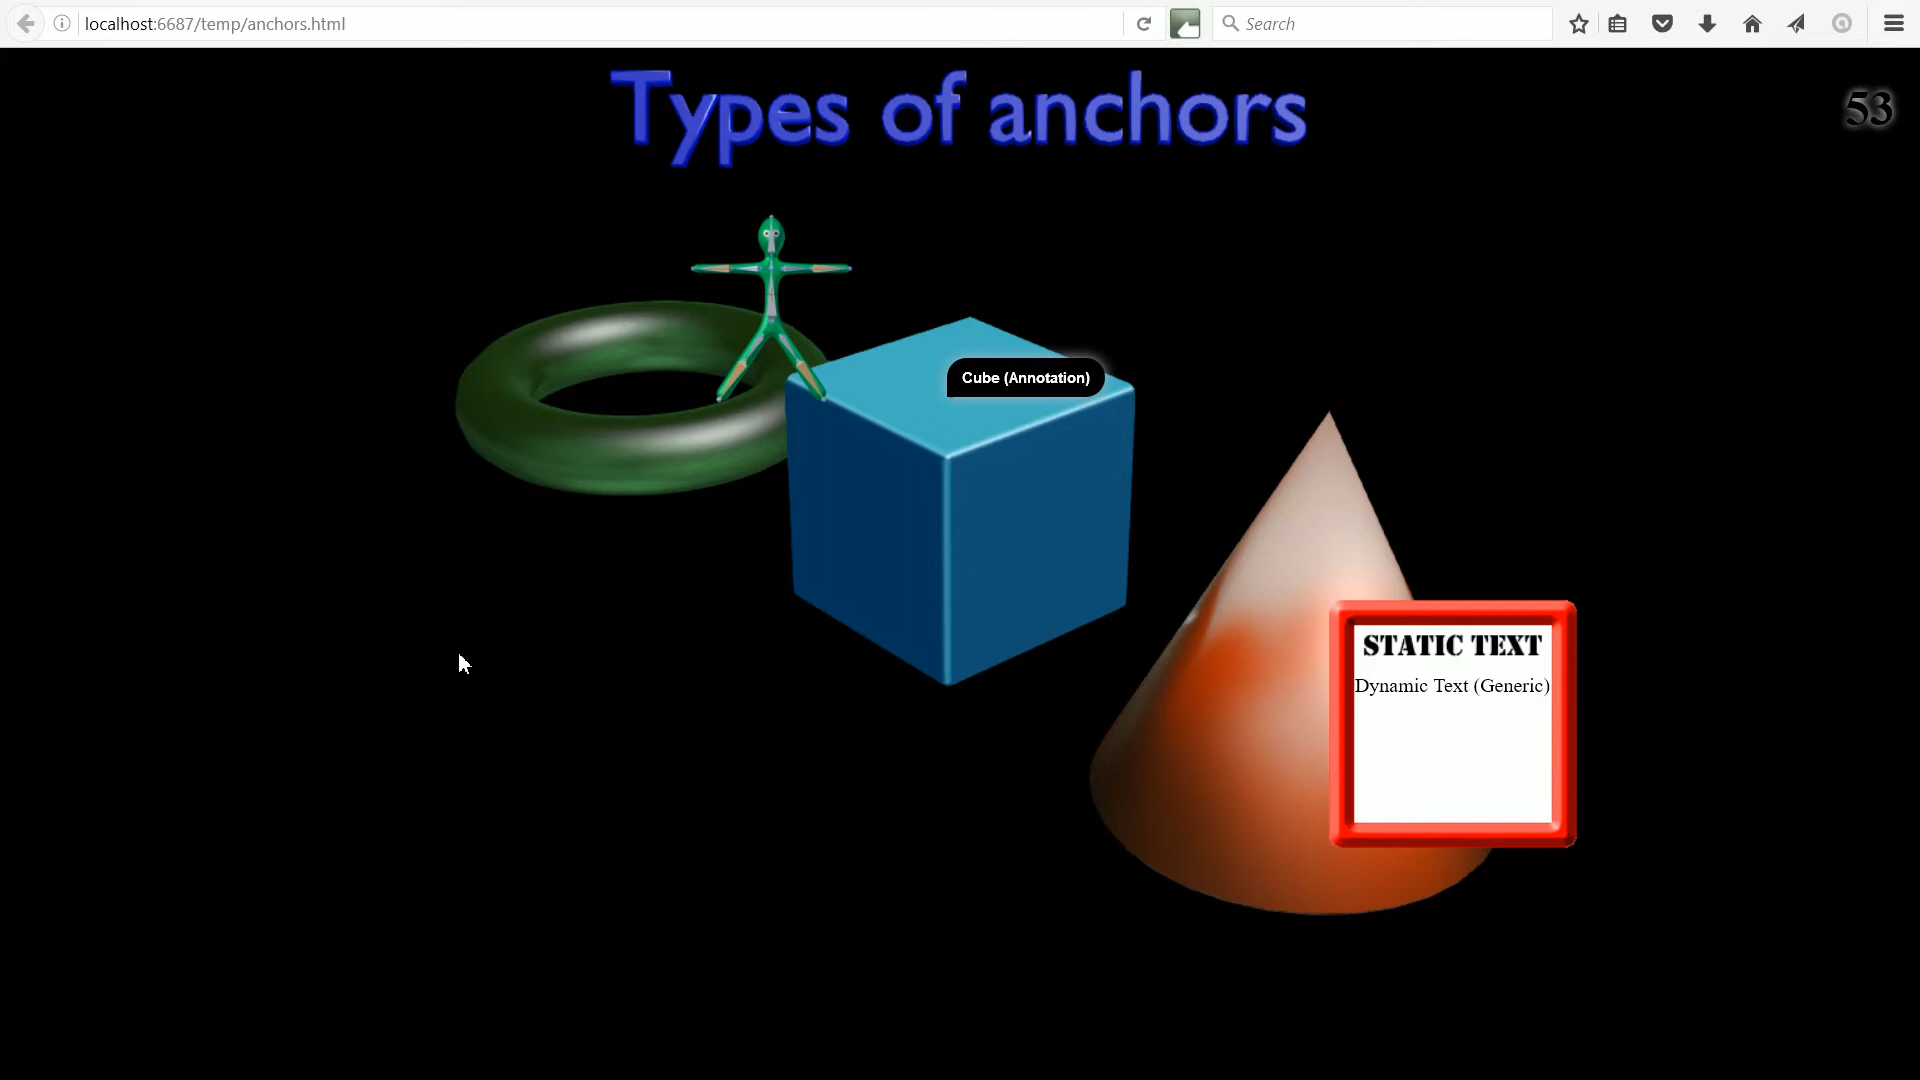 localhost:6687/temp/anchors.html
Search
Types of anchors
53
Cube (Annotation)
STATIC TEXT
Dynamic Text (Generic)